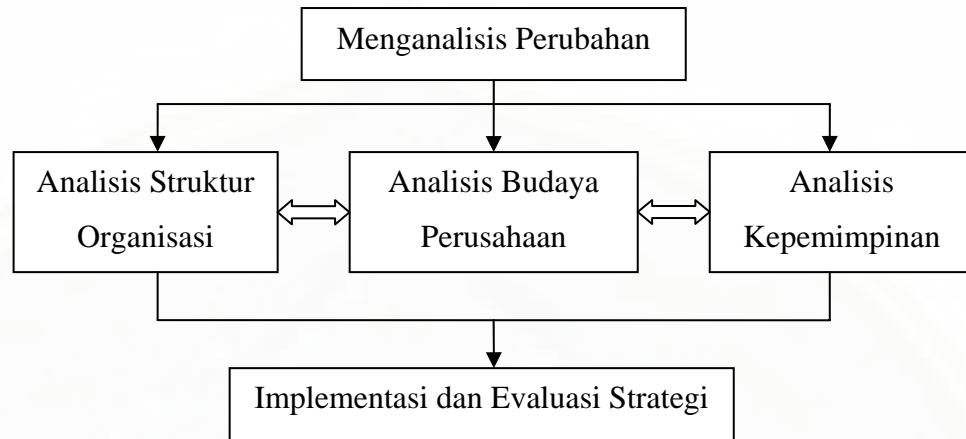 Menganalisis Perubahan
Analisis Struktur
Organisasi
Analisis Budaya
Perusahaan
Analisis
Kepemimpinan
Implementasi dan Evaluasi Strategi